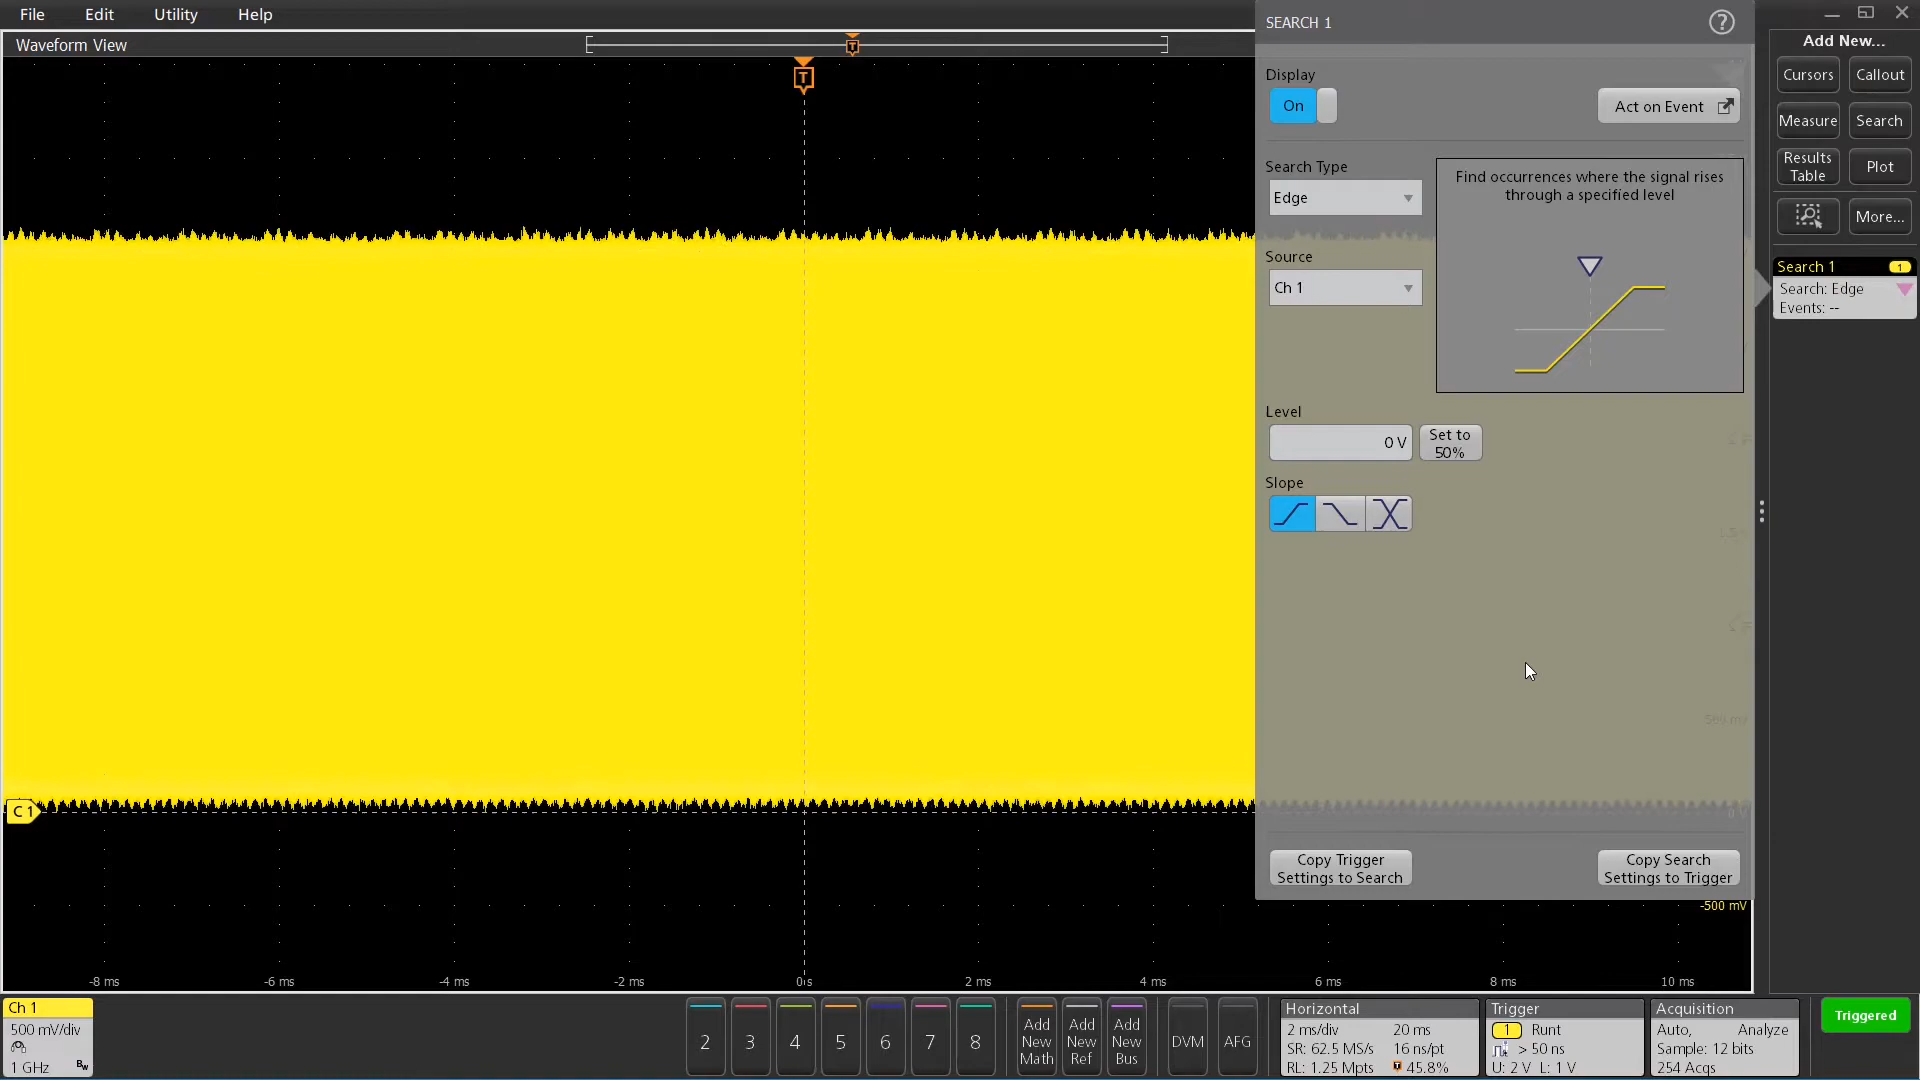 File Edit Utility Help
Waveform View
T
T
SEARCH 1
?
Display
On
Act on Event
Search Type
Edge
Find occurrences where the signal rises
through a specified level
Source
Ch 1
Level
0 V
Set to
50%
Slope
Copy Trigger
Settings to Search
Copy Search
Settings to Trigger
500 mV
0 V
-500 mV
C 1
-8 ms -6 ms -4 ms -2 ms 0 s 2 ms 4 ms 6 ms 8 ms 10 ms
Add New...
Cursors Callout
Measure Search
Results
Table
Plot
More...
Search 1 1
Search: Edge
Events: --
Ch 1
500 mV/div
1 GHz Bw
2 3 4 5 6 7 8
Add
New
Math
Add
New
Ref
Add
New
Bus
DVM
AFG
Horizontal
2 ms/div 20 ms
SR: 62.5 MS/s 16 ns/pt
RL: 1.25 Mpts T 45.8%
Trigger
1 Runt
> 50 ns
U: 2 V L: 1 V
Acquisition
Auto, Analyze
Sample: 12 bits
254 Acqs
Triggered